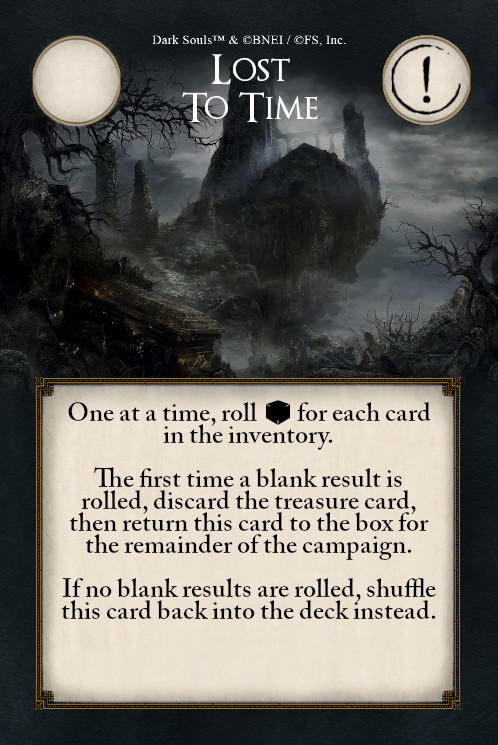 Dark Souls™ & ©BNEI / ©FS, Inc.
Lost
To Time
!
One at a time, roll for each card
in the inventory.
The first time a blank result is
rolled, discard the treasure card,
then return this card to the box for
the remainder of the campaign.
If no blank results are rolled, shuffle
this card back into the deck instead.